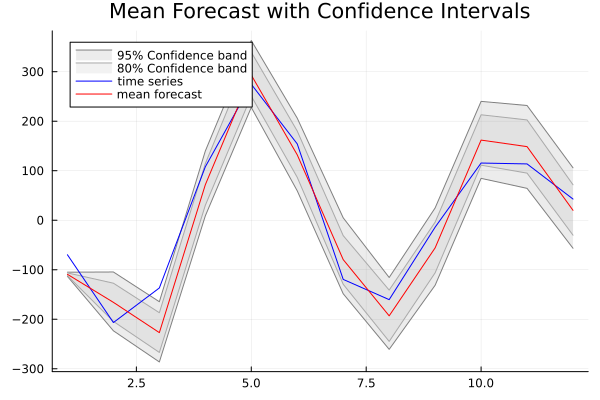 Mean Forecast with Confidence Intervals
95% Confidence band
80% Confidence band
time series
mean forecast
300
200
100
0
−100
−200
−300
2.5 5.0 7.5 10.0